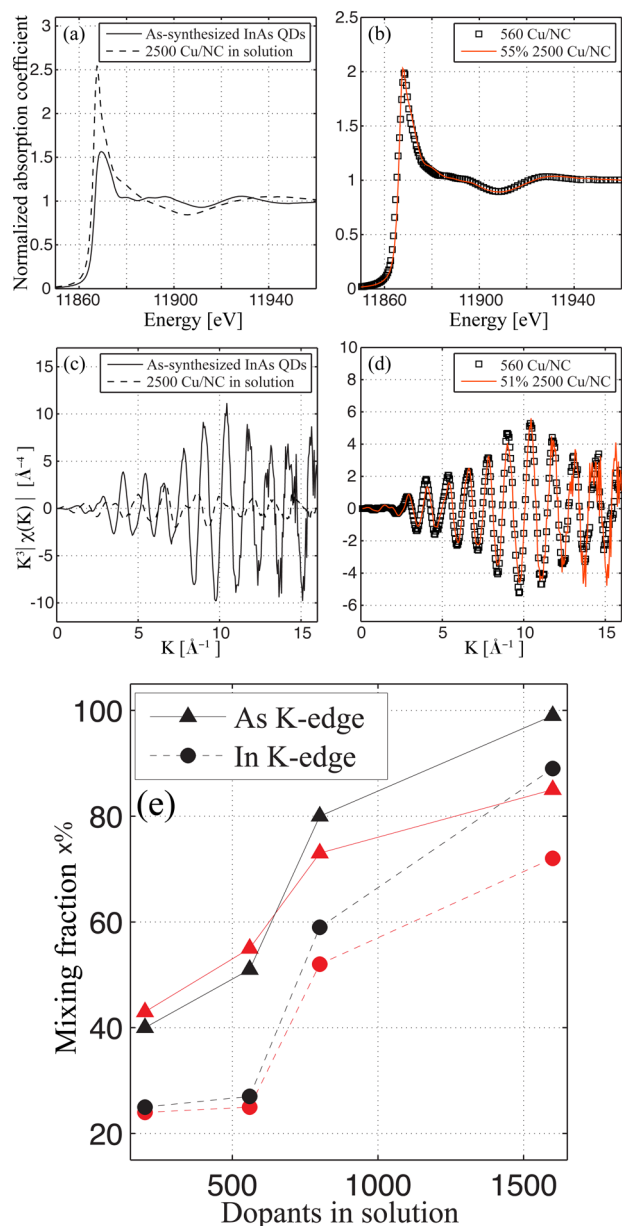 (a)
As-synthesized InAs QDs
2500 Cu/NC in solution
Normalized absorption coefficient
3
2.5
2
1.5
1
0.5
0
11860
11900
11940
Energy [eV]
(b)
560 Cu/NC
55% 2500 Cu/NC
2.5
2
1.5
1
0.5
0
11860
11900
11940
Energy [eV]
(c)
As-synthesized InAs QDs
2500 Cu/NC in solution
K³|χ(K) | [Å⁻⁴]
15
10
5
0
-5
-10
0
5
10
15
K [Å⁻¹]
(d)
560 Cu/NC
51% 2500 Cu/NC
10
8
6
4
2
0
-2
-4
-6
0
5
10
15
K [Å⁻¹]
As K-edge
In K-edge
(e)
Mixing fraction x%
100
80
60
40
20
500
1000
1500
Dopants in solution